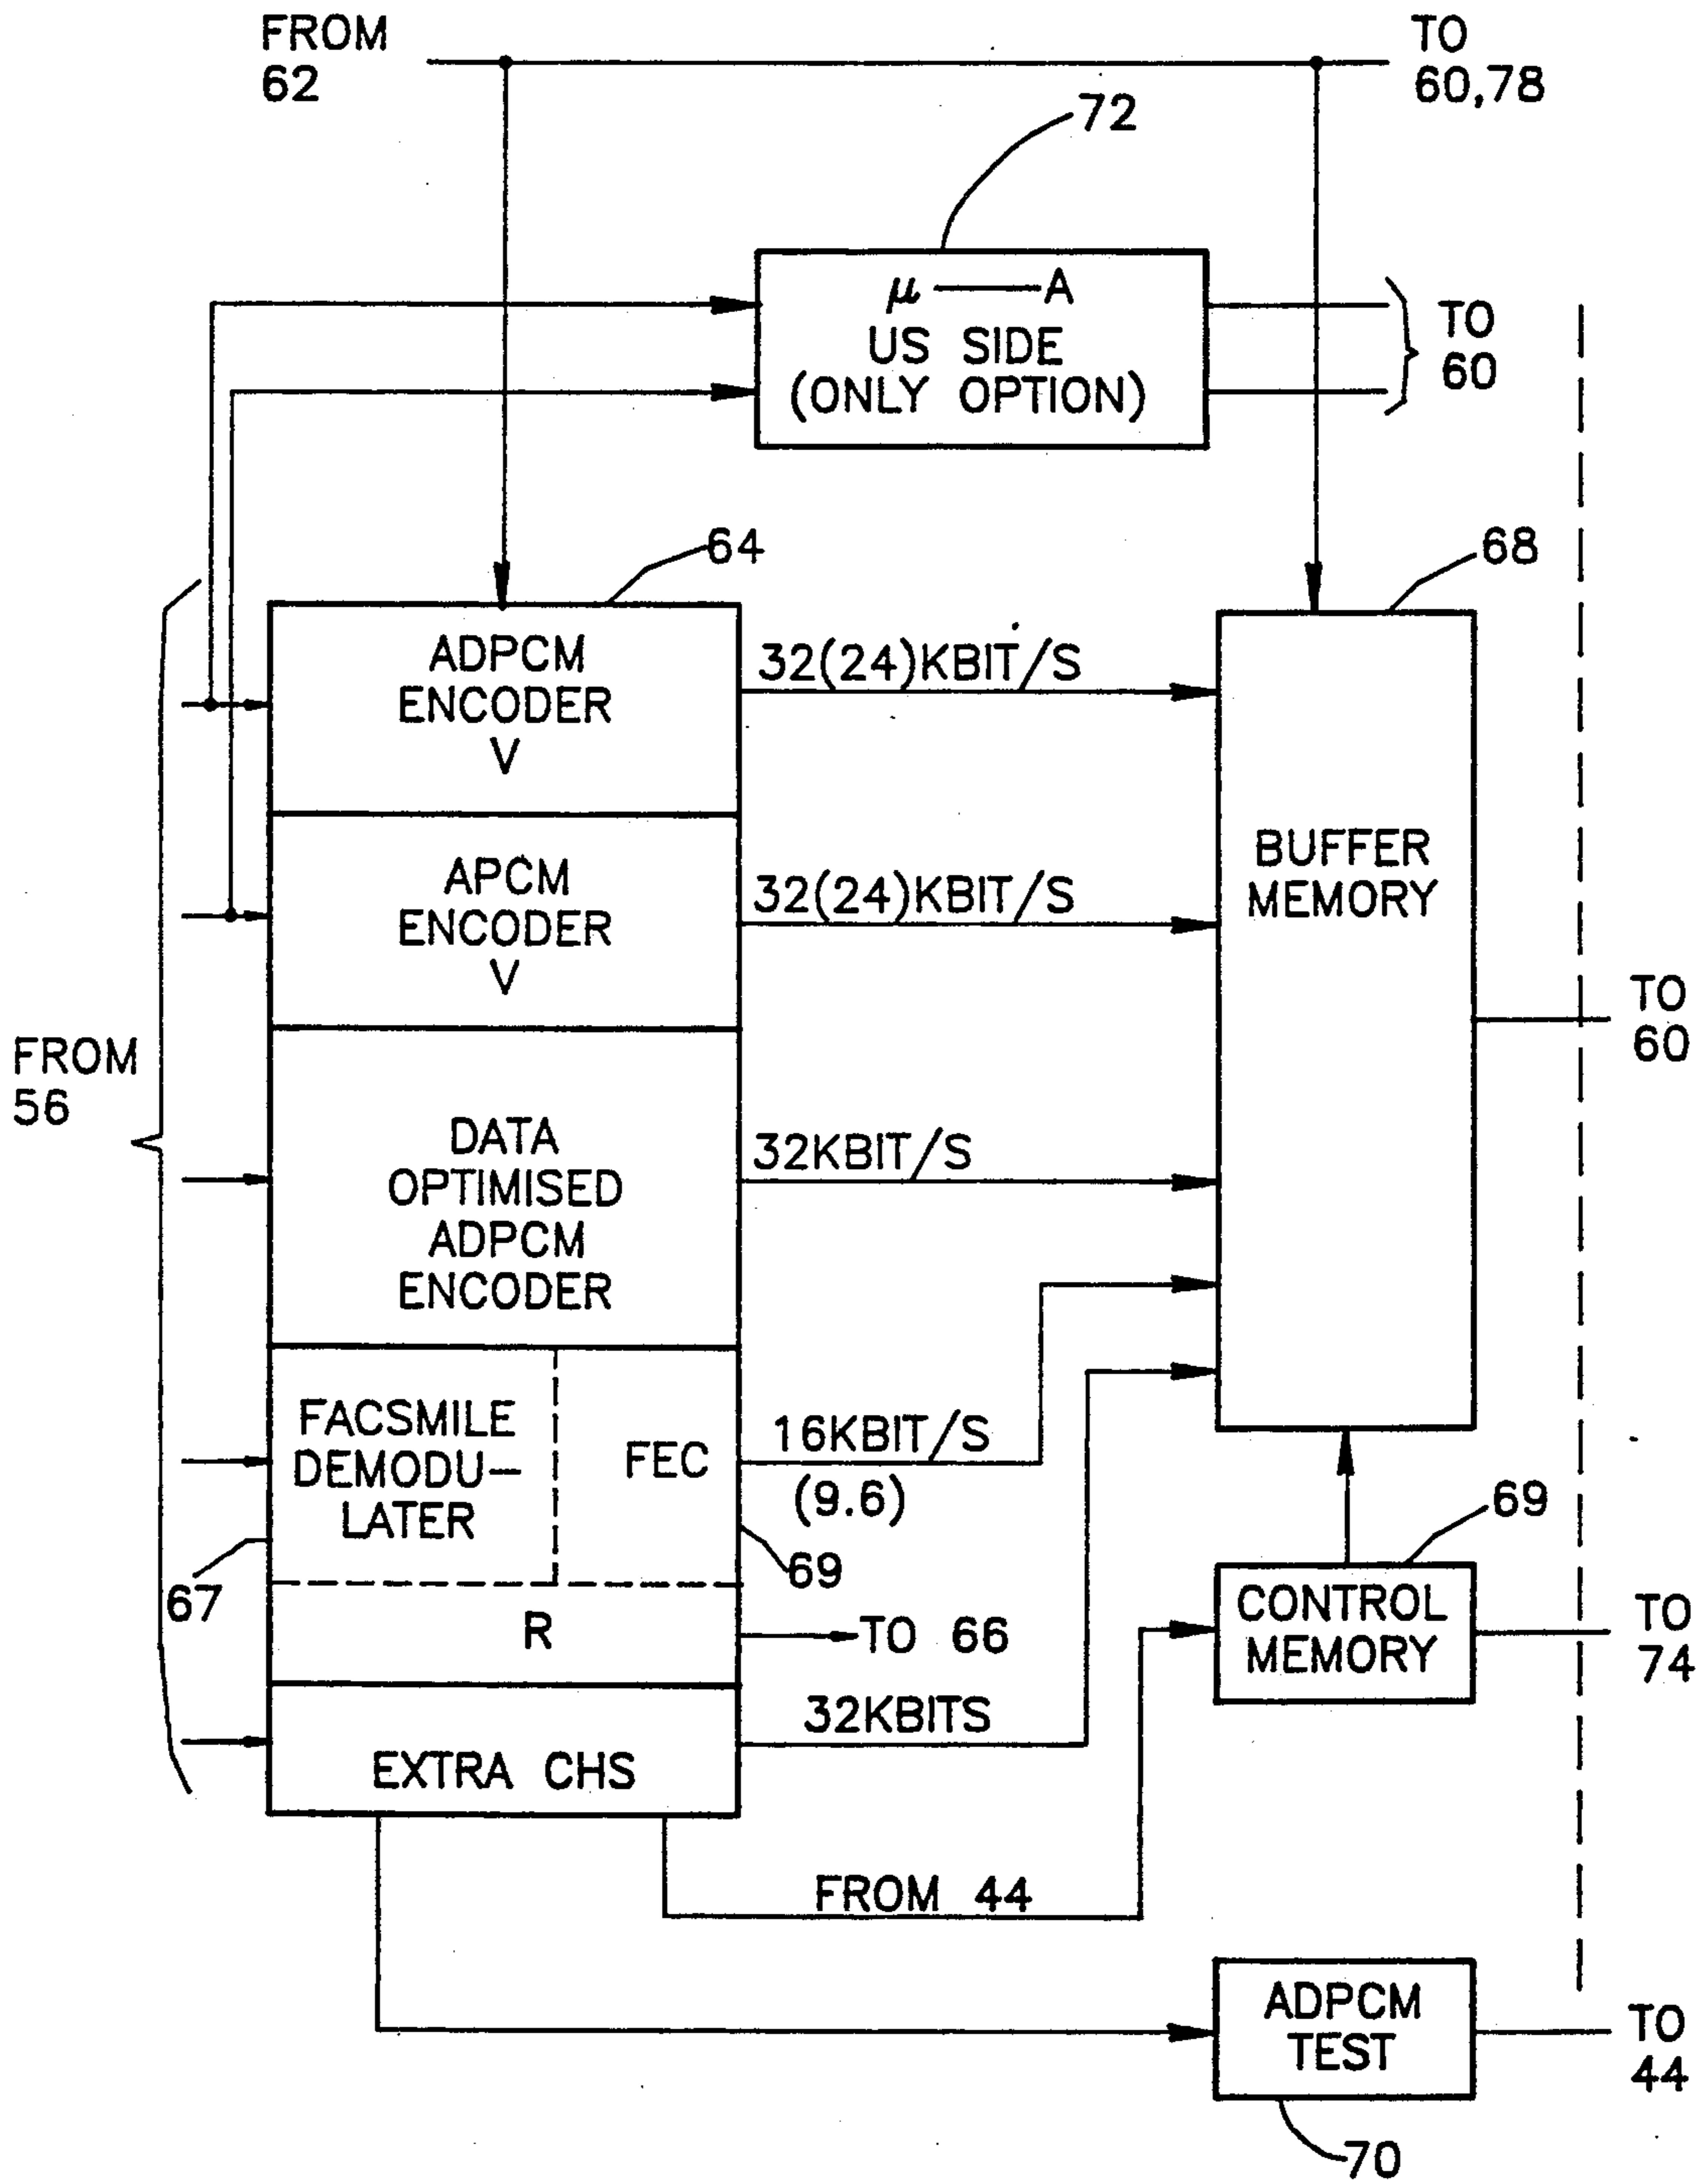 FROM
62
TO
60,78
72
μ — A
US SIDE
(ONLY OPTION)
TO
60
64
68
ADPCM
ENCODER
V
32(24)KBIT/S
APCM
ENCODER
V
32(24)KBIT/S
BUFFER
MEMORY
TO
60
FROM
56
DATA
OPTIMISED
ADPCM
ENCODER
32KBIT/S
FACSMILE
DEMODU-
LATER
FEC
16KBIT/S
(9.6)
67
69
69
R
TO 66
CONTROL
MEMORY
TO
74
EXTRA CHS
32KBITS
FROM 44
ADPCM
TEST
TO
44
70